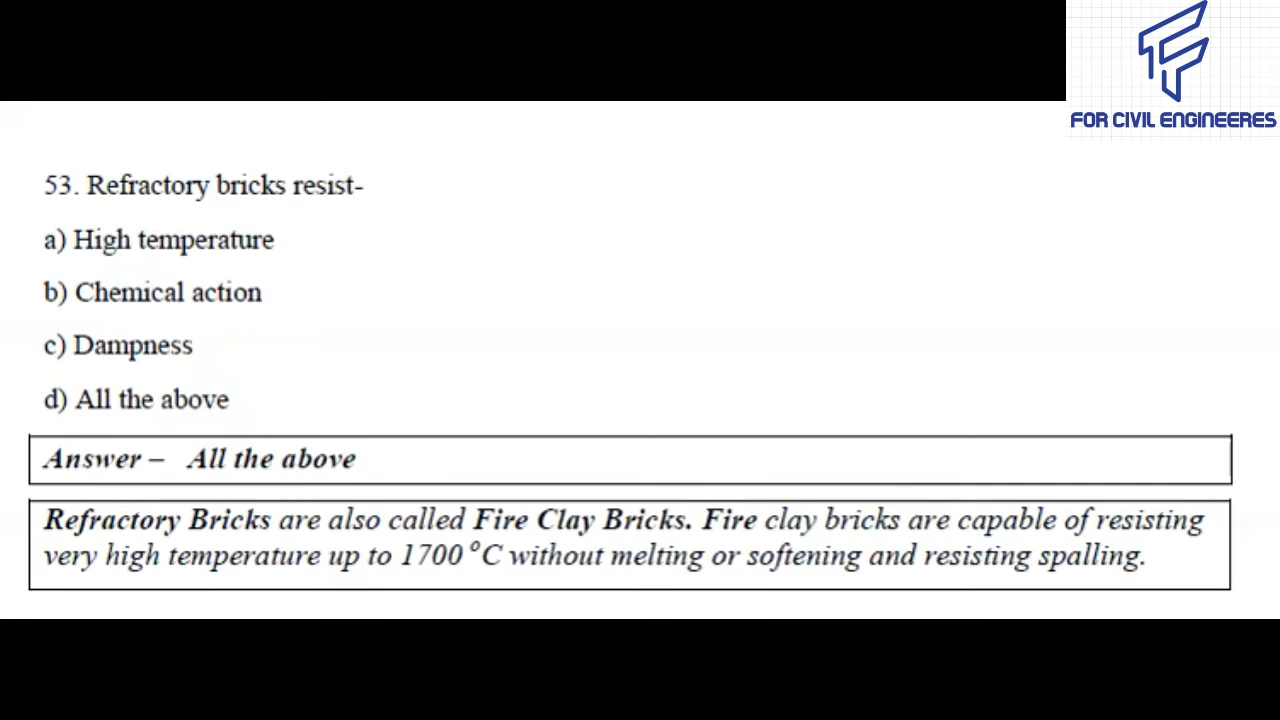 FOR CIVIL ENGINEERES
53. Refractory bricks resist-
a) High temperature
b) Chemical action
c) Dampness
d) All the above
Answer – All the above
Refractory Bricks are also called Fire Clay Bricks. Fire clay bricks are capable of resisting
very high temperature up to 1700 °C without melting or softening and resisting spalling.